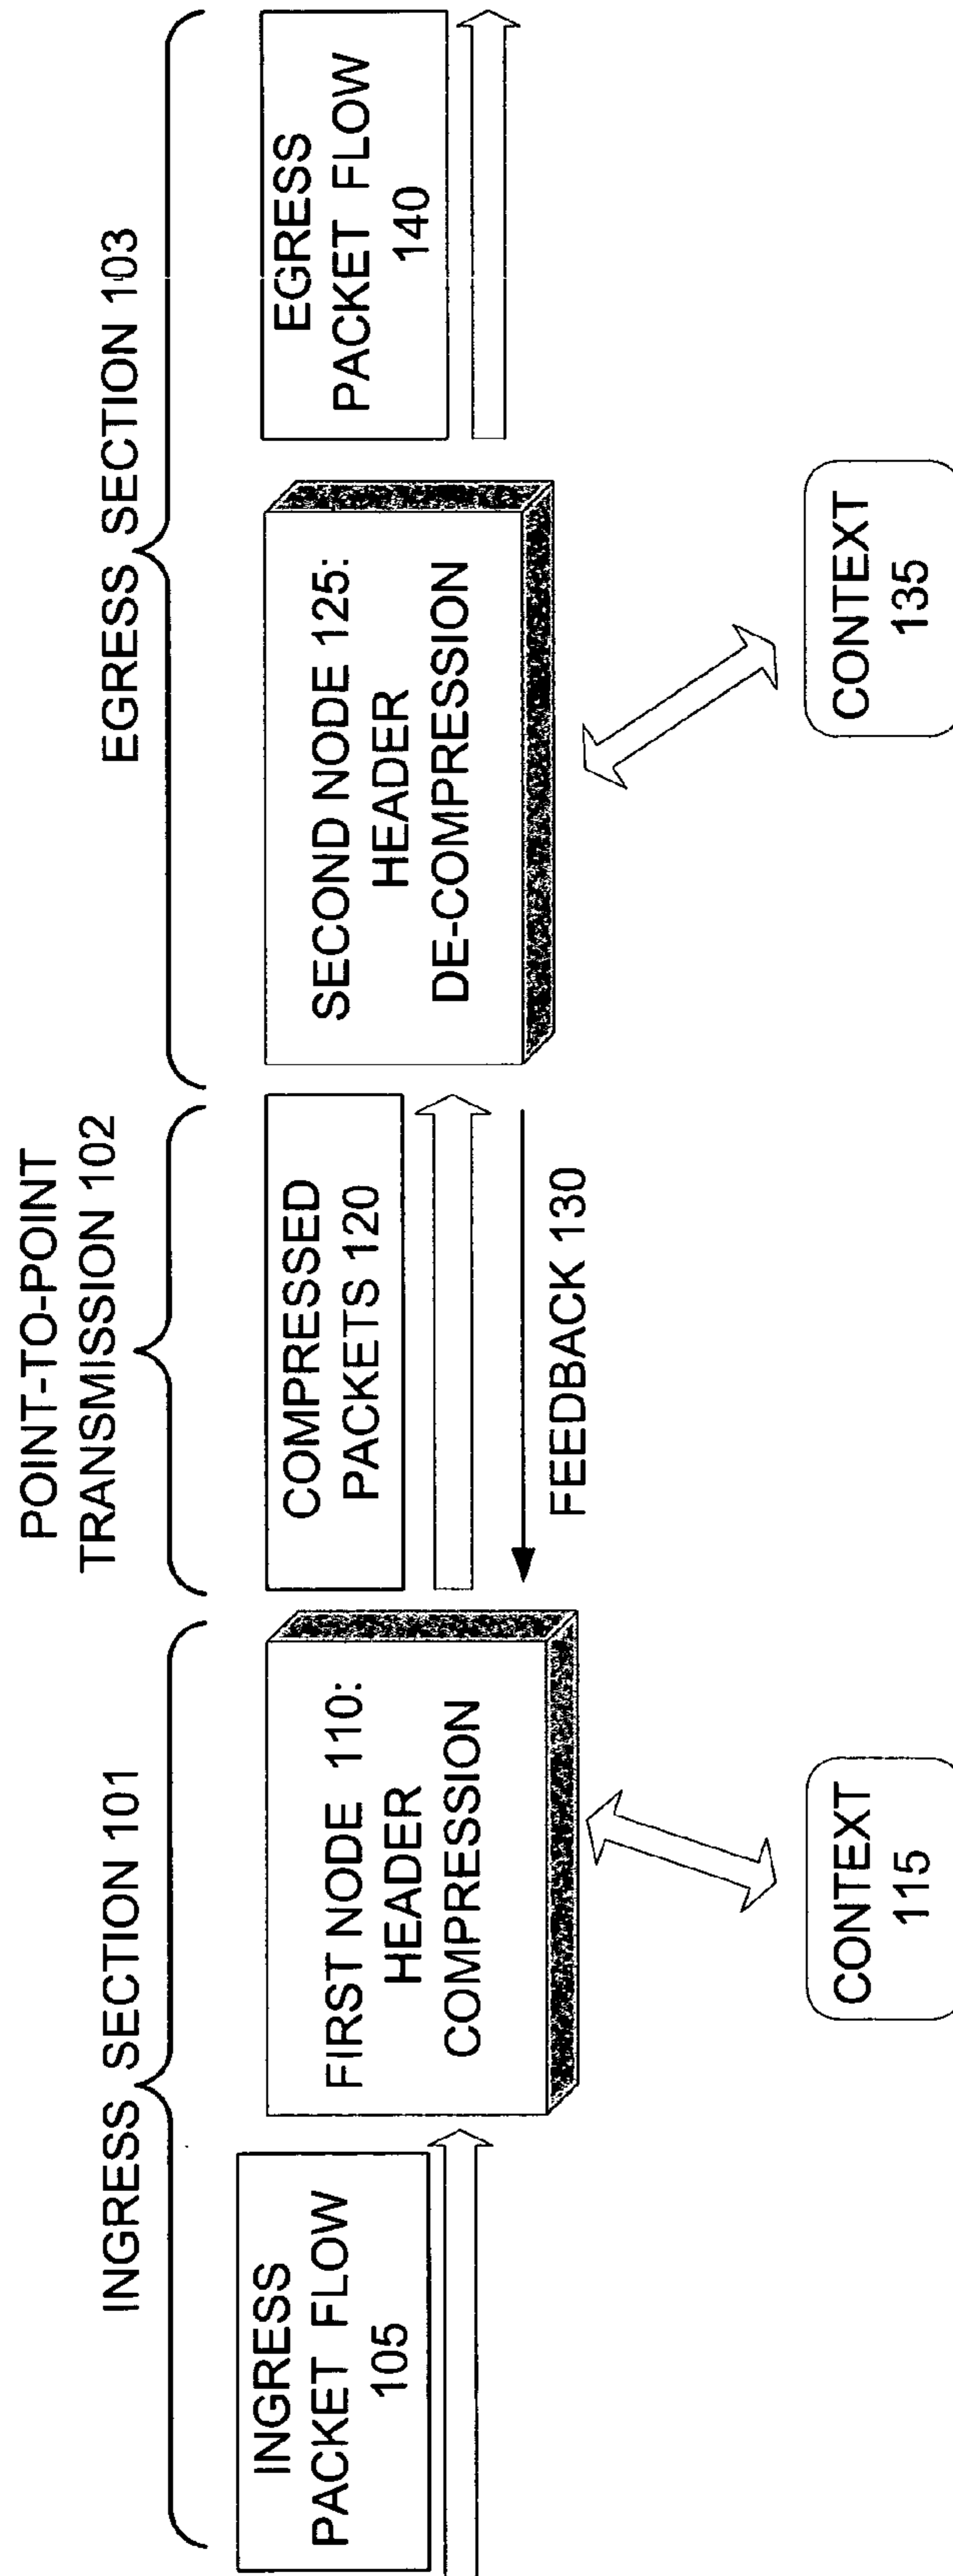 INGRESS SECTION 101
POINT-TO-POINT
TRANSMISSION 102
EGRESS SECTION 103
INGRESS
PACKET FLOW
105
FIRST NODE 110:
HEADER
COMPRESSION
COMPRESSED
PACKETS 120
SECOND NODE 125:
HEADER
DE-COMPRESSION
EGRESS
PACKET FLOW
140
FEEDBACK 130
CONTEXT
115
CONTEXT
135